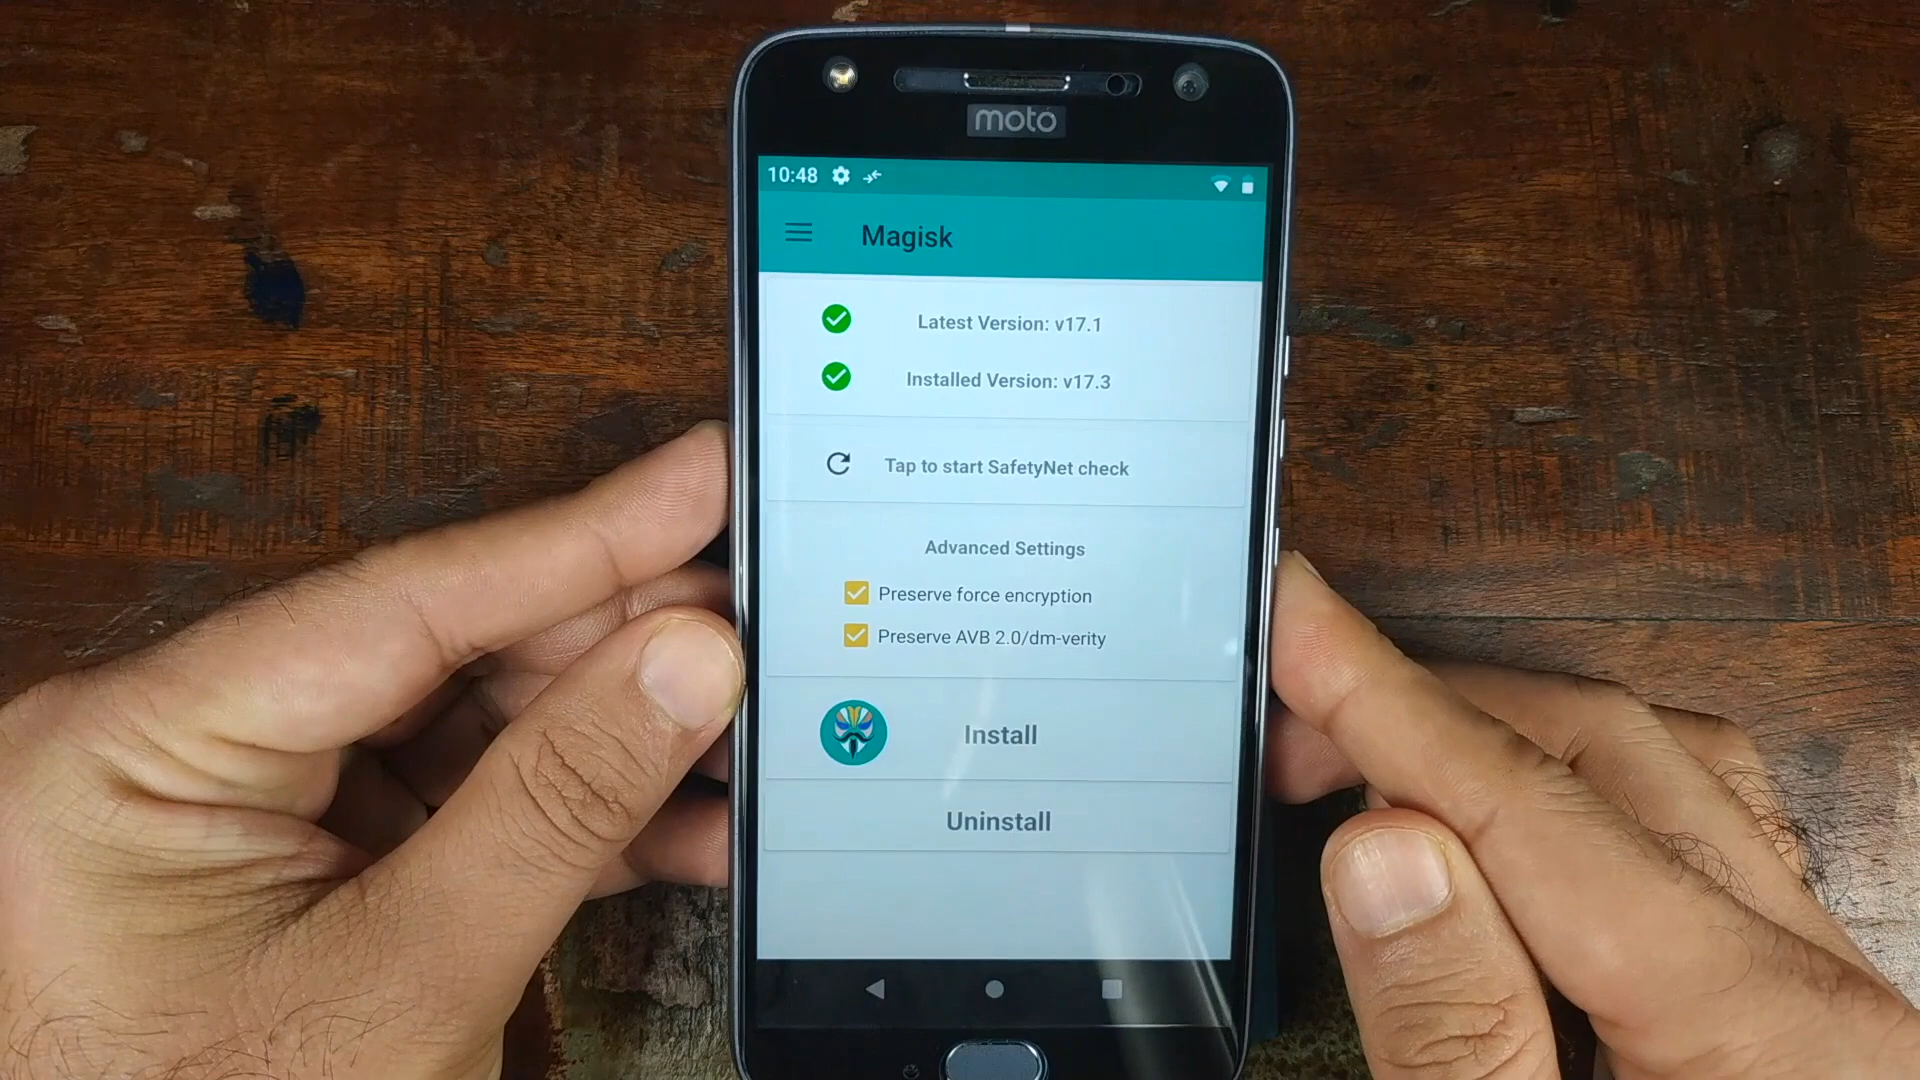 moto
10:48
Magisk
Latest Version: v17.1
Installed Version: v17.3
Tap to start SafetyNet check
Advanced Settings
Preserve force encryption
Preserve AVB 2.0/dm-verity
Install
Uninstall